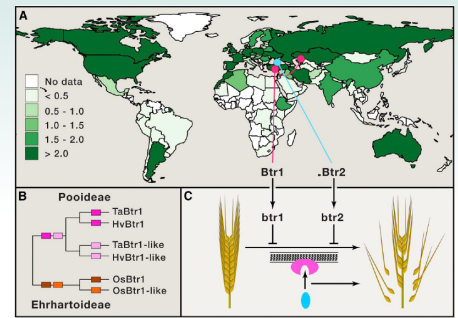 A
No data
< 0.5
0.5 - 1.0
1.0 - 1.5
1.5 - 2.0
> 2.0
Btr1
Btr2
B
Pooideae
TaBtr1
HvBtr1
TaBtr1-like
HvBtr1-like
OsBtr1
OsBtr1-like
Ehrhartoideae
C
btr1
btr2